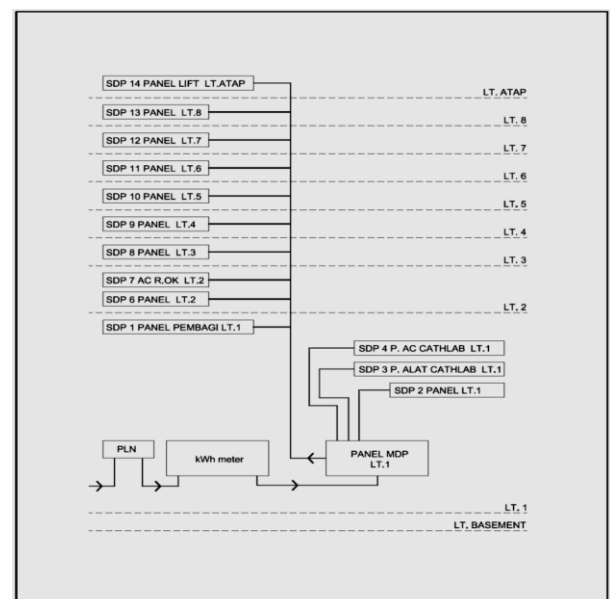 SDP 14 PANEL LIFT LT.ATAP
LT. ATAP
SDP 13 PANEL LT.8
LT. 8
SDP 12 PANEL LT.7
LT. 7
SDP 11 PANEL LT.6
LT. 6
SDP 10 PANEL LT.5
LT. 5
SDP 9 PANEL LT.4
LT. 4
SDP 8 PANEL LT.3
LT. 3
SDP 7 AC R.OK LT.2
SDP 6 PANEL LT.2
LT. 2
SDP 1 PANEL PEMBAGI LT.1
SDP 4 P. AC CATHLAB LT.1
SDP 3 P. ALAT CATHLAB LT.1
SDP 2 PANEL LT.1
PLN
kWh meter
PANEL MDP
LT.1
LT. 1
LT. BASEMENT